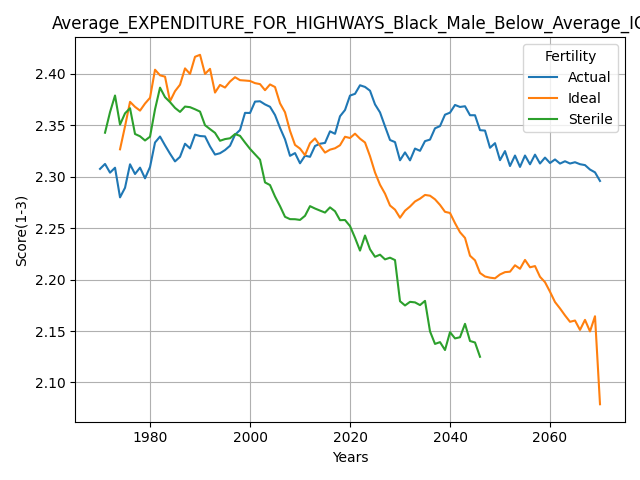 Average_EXPENDITURE_FOR_HIGHWAYS_Black_Male_Below_Average_IQ
Fertility
Actual
Ideal
Sterile
Score(1-3)
2.40
2.35
2.30
2.25
2.20
2.15
2.10
1980 2000 2020 2040 2060
Years